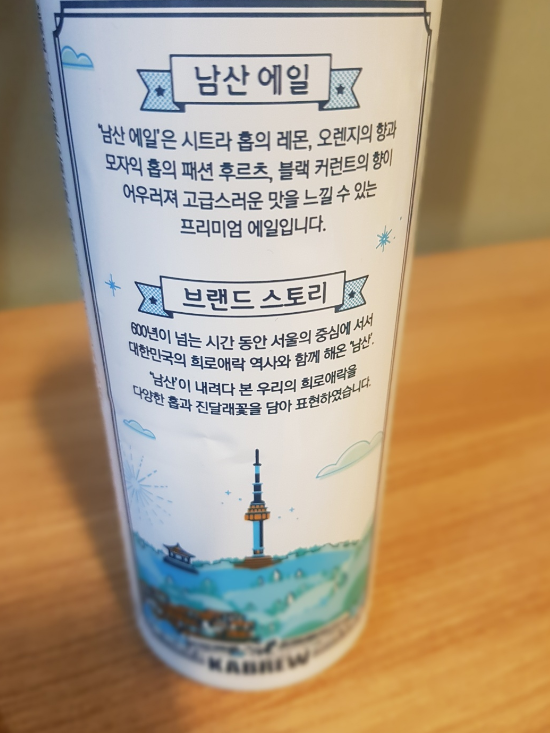 남산 에일
'남산 에일'은 시트라 홉의 레몬, 오렌지의 향과
모자익 홉의 패션 후르츠, 블랙 커런트의 향이
어우러져 고급스러운 맛을 느낄 수 있는
프리미엄 에일입니다.
브랜드 스토리
600년이 넘는 시간 동안 서울의 중심에 서서
대한민국의 희로애락 역사와 함께 해온 '남산'.
'남산'이 내려다 본 우리의 희로애락을
다양한 홉과 진달래꽃을 담아 표현하였습니다.
KABREW